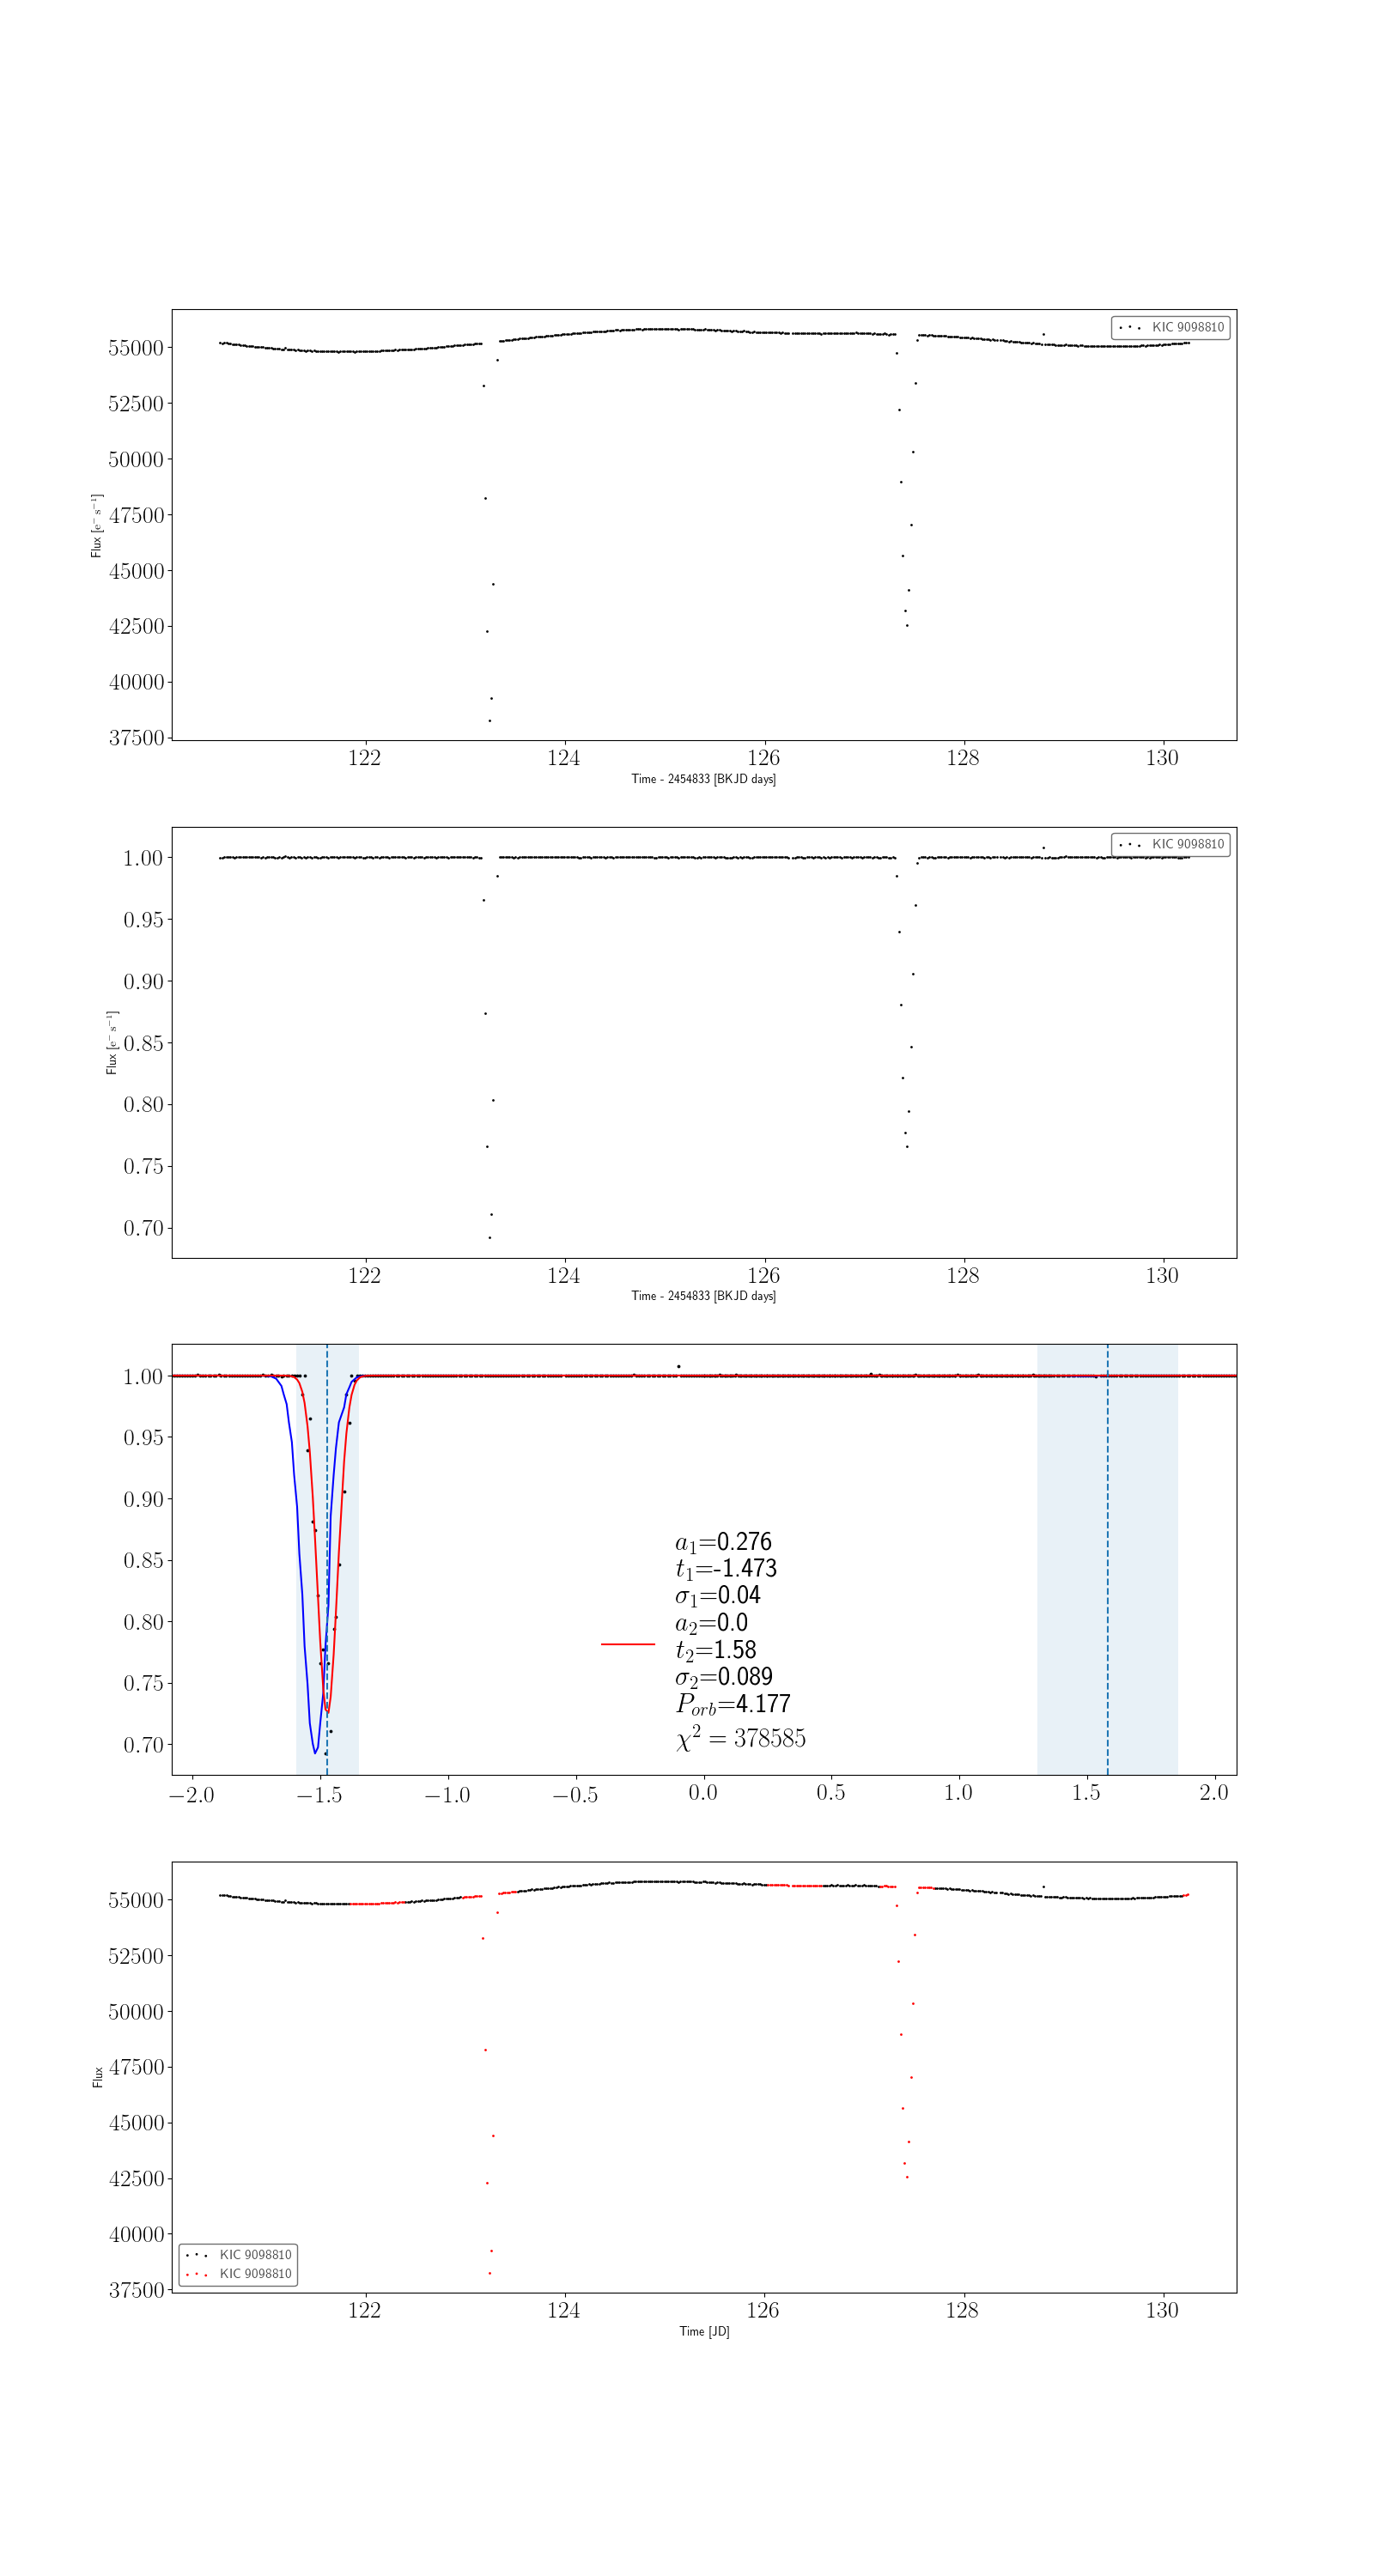 KIC 9098810
55000
52500
50000
47500
45000
42500
40000
37500
Flux [e⁻ s⁻¹]
122 124 126 128 130
Time - 2454833 [BKJD days]
KIC 9098810
1.00
0.95
0.90
0.85
0.80
0.75
0.70
Flux [e⁻ s⁻¹]
122 124 126 128 130
Time - 2454833 [BKJD days]
1.00
0.95
0.90
0.85
0.80
0.75
0.70
a₁=0.276
t₁=-1.473
σ₁=0.04
a₂=0.0
t₂=1.58
σ₂=0.089
P_orb=4.177
χ² = 378585
−2.0 −1.5 −1.0 −0.5 0.0 0.5 1.0 1.5 2.0
55000
52500
50000
47500
45000
42500
40000
37500
Flux
KIC 9098810
KIC 9098810
122 124 126 128 130
Time [JD]